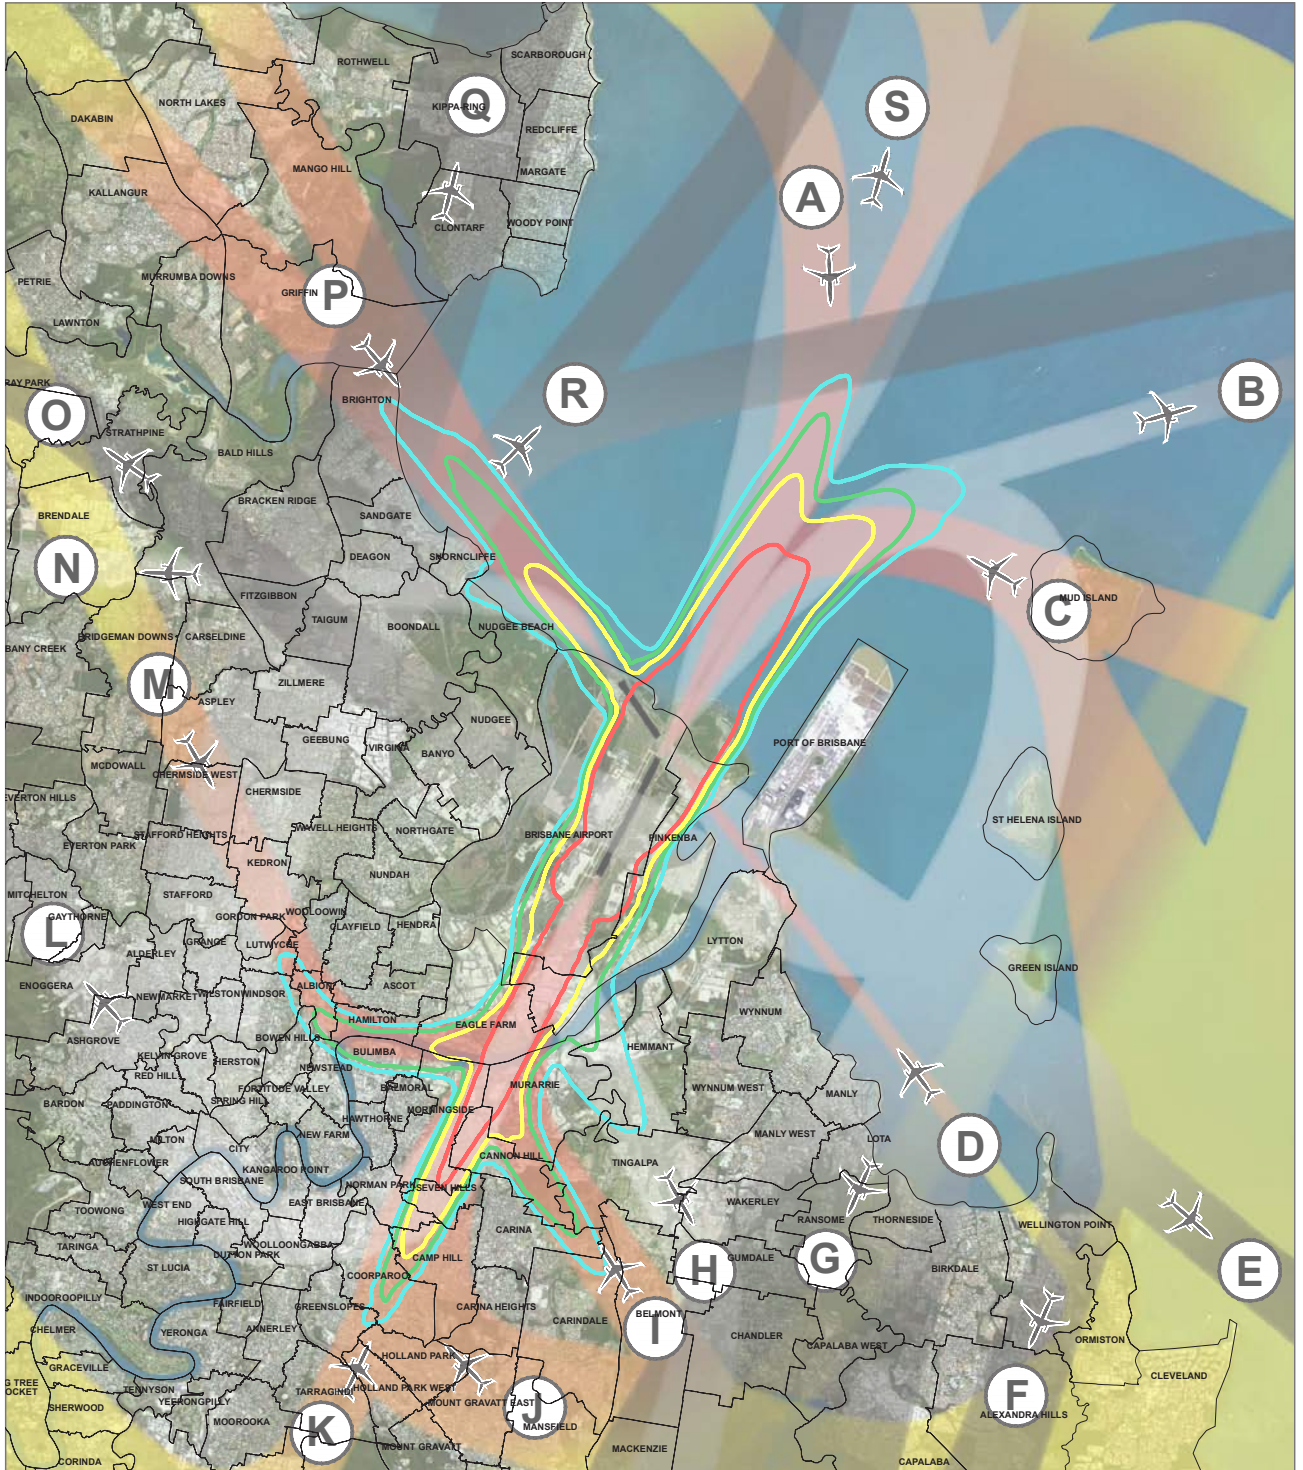 SCARBOROUGH
ROTHWELL
NORTH LAKES
Q
KIPPA-RING
S
DAKABIN
REDCLIFFE
MANGO HILL
MARGATE
KALLANGUR
A
CLONTARF
WOODY POINT
PETRIE
MURRUMBA DOWNS
GRIFFIN
P
LAWNTON
RAY PARK
BRIGHTON
R
B
O
STRATHPINE
BALD HILLS
BRACKEN RIDGE
BRENDALE
SANDGATE
DEAGON
SHORNCLIFFE
N
FITZGIBBON
MUD ISLAND
C
TAIGUM
BOONDALL
NUDGEE BEACH
BRIDGEMAN DOWNS
CARSELDINE
BANY CREEK
M
ZILLMERE
ASPLEY
NUDGEE
GEEBUNG
VIRGINIA
BANYO
PORT OF BRISBANE
MCDOWALL
CHERMSIDE WEST
CHERMSIDE
EVERTON HILLS
ST HELENA ISLAND
STAFFORD HEIGHTS
WAVELL HEIGHTS
NORTHGATE
BRISBANE AIRPORT
PINKENBA
EVERTON PARK
KEDRON
NUNDAH
MITCHELTON
STAFFORD
GAYTHORNE
GORDON PARK
WOOLOOWIN
L
CLAYFIELD
HENDRA
GRANGE
LUTWYCHE
LYTTON
ALDERLEY
GREEN ISLAND
ENOGGERA
ALBION
ASCOT
NEWMARKET
WILSTON
WINDSOR
WYNNUM
HAMILTON
EAGLE FARM
ASHGROVE
BOWEN HILLS
HEMMANT
BULIMBA
KELVIN GROVE
HERSTON
NEWSTEAD
RED HILL
FORTITUDE VALLEY
BALMORAL
MURARRIE
WYNNUM WEST
MANLY
BARDON
PADDINGTON
SPRING HILL
MORNINGSIDE
HAWTHORNE
NEW FARM
MANLY WEST
LOTA
D
MILTON
CITY
CANNON HILL
TINGALPA
AUCHENFLOWER
KANGAROO POINT
SOUTH BRISBANE
NORMAN PARK
SEVEN HILLS
WEST END
EAST BRISBANE
WAKERLEY
TOOWONG
HIGHGATE HILL
RANSOME
THORNESIDE
WELLINGTON POINT
CARINA
TARINGA
WOOLLOONGABBA
DUTTON PARK
CAMP HILL
GUMDALE
G
H
ST LUCIA
COORPAROO
BIRKDALE
E
INDOOROOPILLY
FAIRFIELD
GREENSLOPES
CARINA HEIGHTS
BELMONT
I
CARINDALE
CHELMER
YERONGA
ANNERLEY
CHANDLER
ORMISTON
CAPALABA WEST
HOLLAND PARK
GRACEVILLE
CLEVELAND
G TREE
OCKET
TENNYSON
TARRAGINDI
HOLLAND PARK WEST
F
YEERONGPILLY
MOUNT GRAVATT EAST
J
SHERWOOD
ALEXANDRA HILLS
MOOROOKA
K
MANSFIELD
MOUNT GRAVATT
MACKENZIE
CORINDA
CAPALABA